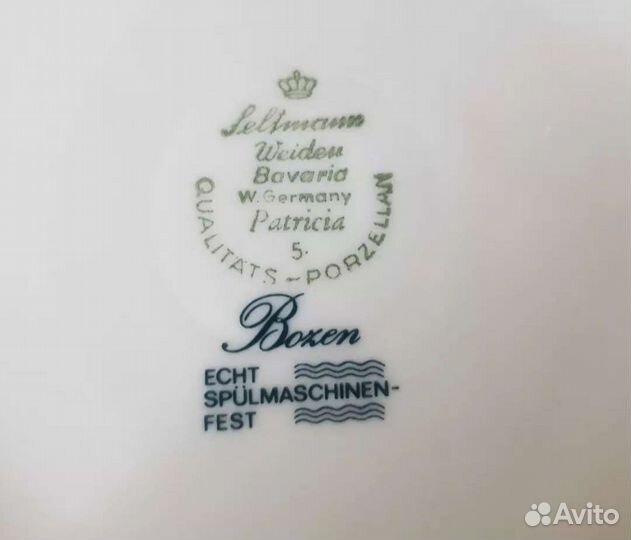 Seltmann
Weiden
Bavaria
W. Germany
Patricia
5.
QUALITÄTS-PORZELLAN
Bozen
ECHT
SPÜLMASCHINEN-
FEST
Avito